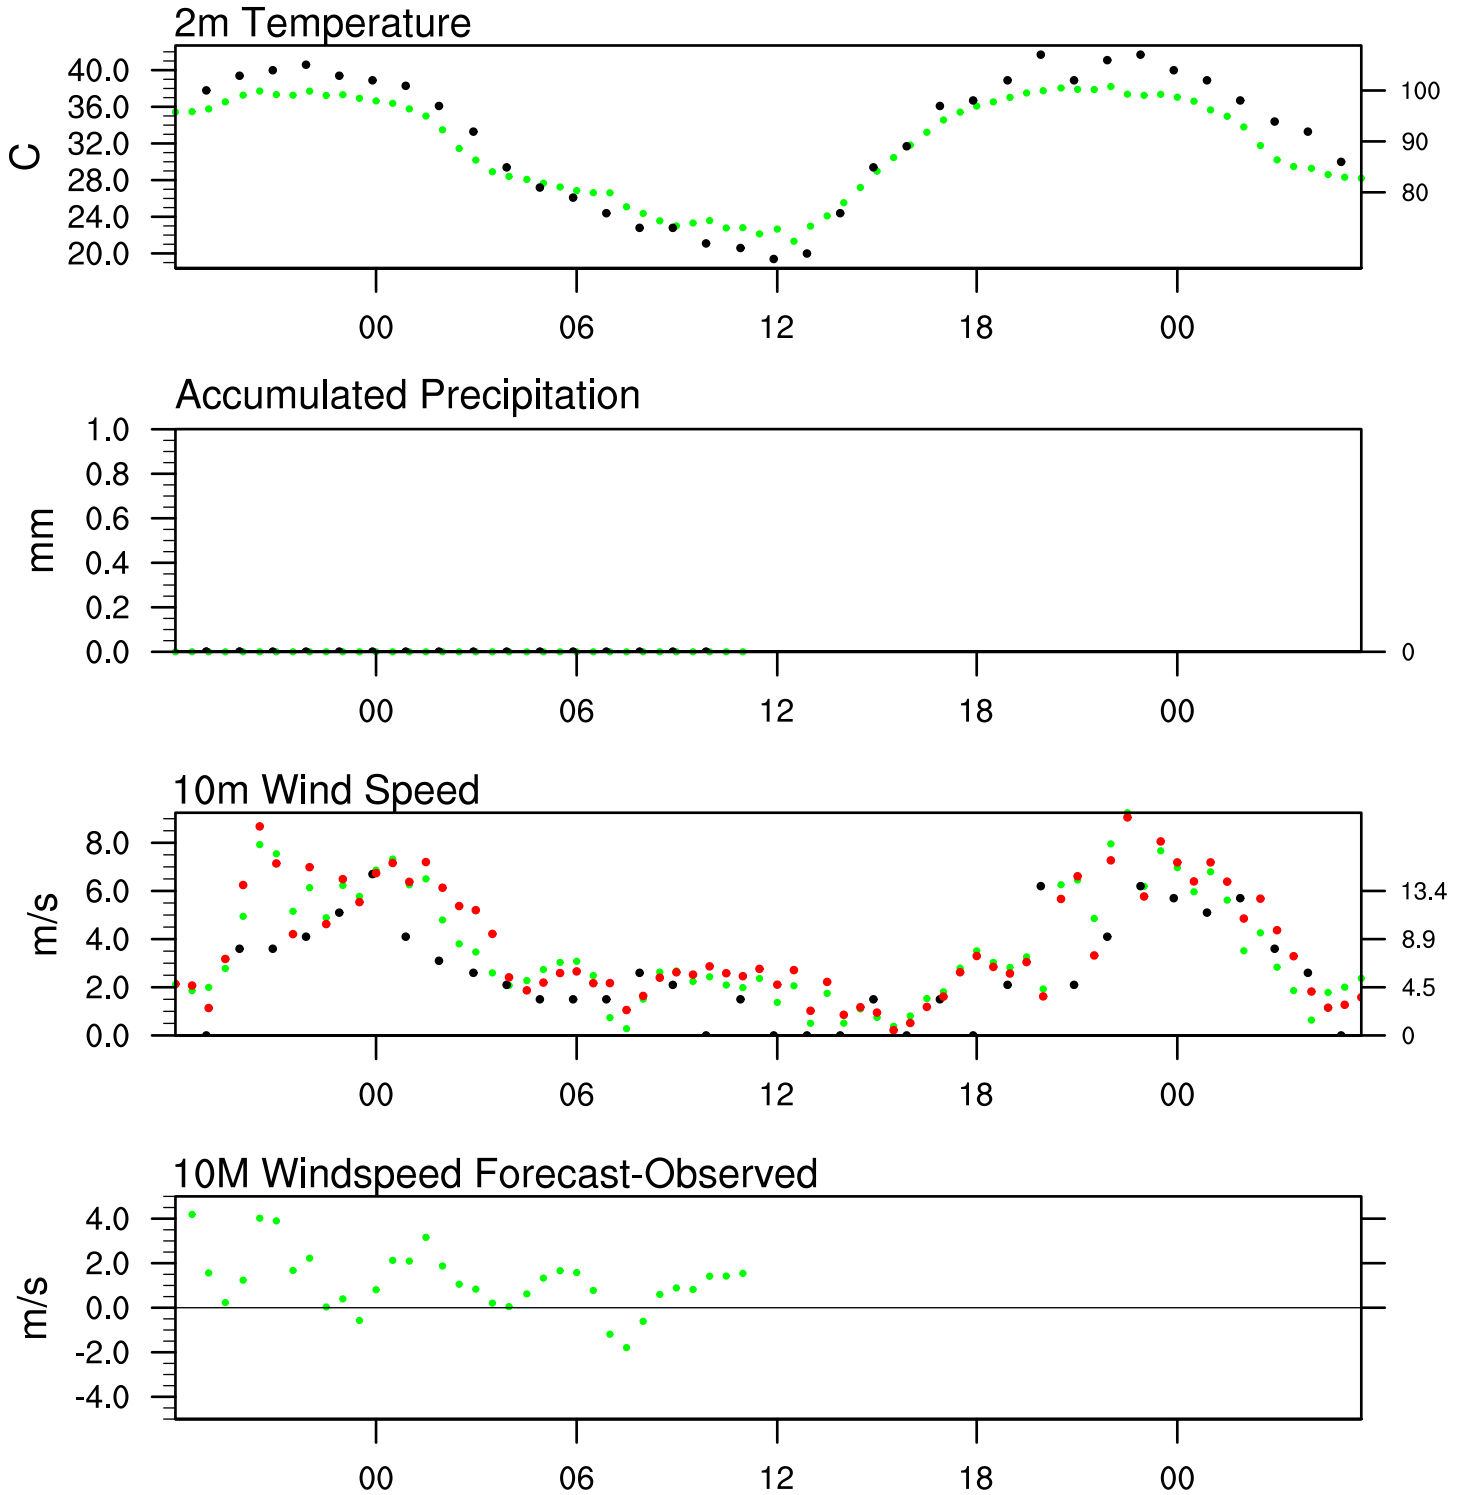 2m Temperature
40.0
36.0
32.0
28.0
24.0
20.0
C
100
90
80
00 06 12 18 00
Accumulated Precipitation
1.0
0.8
0.6
0.4
0.2
0.0
mm
0
00 06 12 18 00
10m Wind Speed
8.0
6.0
4.0
2.0
0.0
m/s
13.4
8.9
4.5
0
00 06 12 18 00
10M Windspeed Forecast-Observed
4.0
2.0
0.0
-2.0
-4.0
m/s
00 06 12 18 00